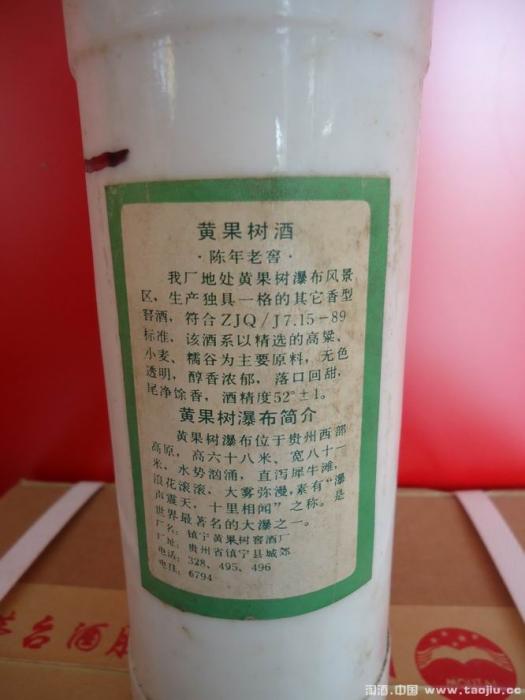 黄果树酒
·陈年老窖·
我厂地处黄果树瀑布风景
区，生产独具一格的其它香型
窖酒，符合ZJQ/J7.15-89
标准，该酒系以精选的高粱、
小麦、糯谷为主要原料，无色
透明，醇香浓郁，落口回甜，
尾净馀香，酒精度52°±1。
黄果树瀑布简介
黄果树瀑布位于贵州西部
高原，高六十八米、宽八十一
米，水势汹涌，直泻犀牛滩，
浪花滚滚，大雾弥漫，素有“瀑
声震天，十里相闻”之称。是
世界最著名的大瀑之一。
厂名：镇宁黄果树窖酒厂
厂址：贵州省镇宁县城郊
电话：328、495、496
电挂：6794
台酒
MOUTAI
淘酒.中国 www.taojiu.cc